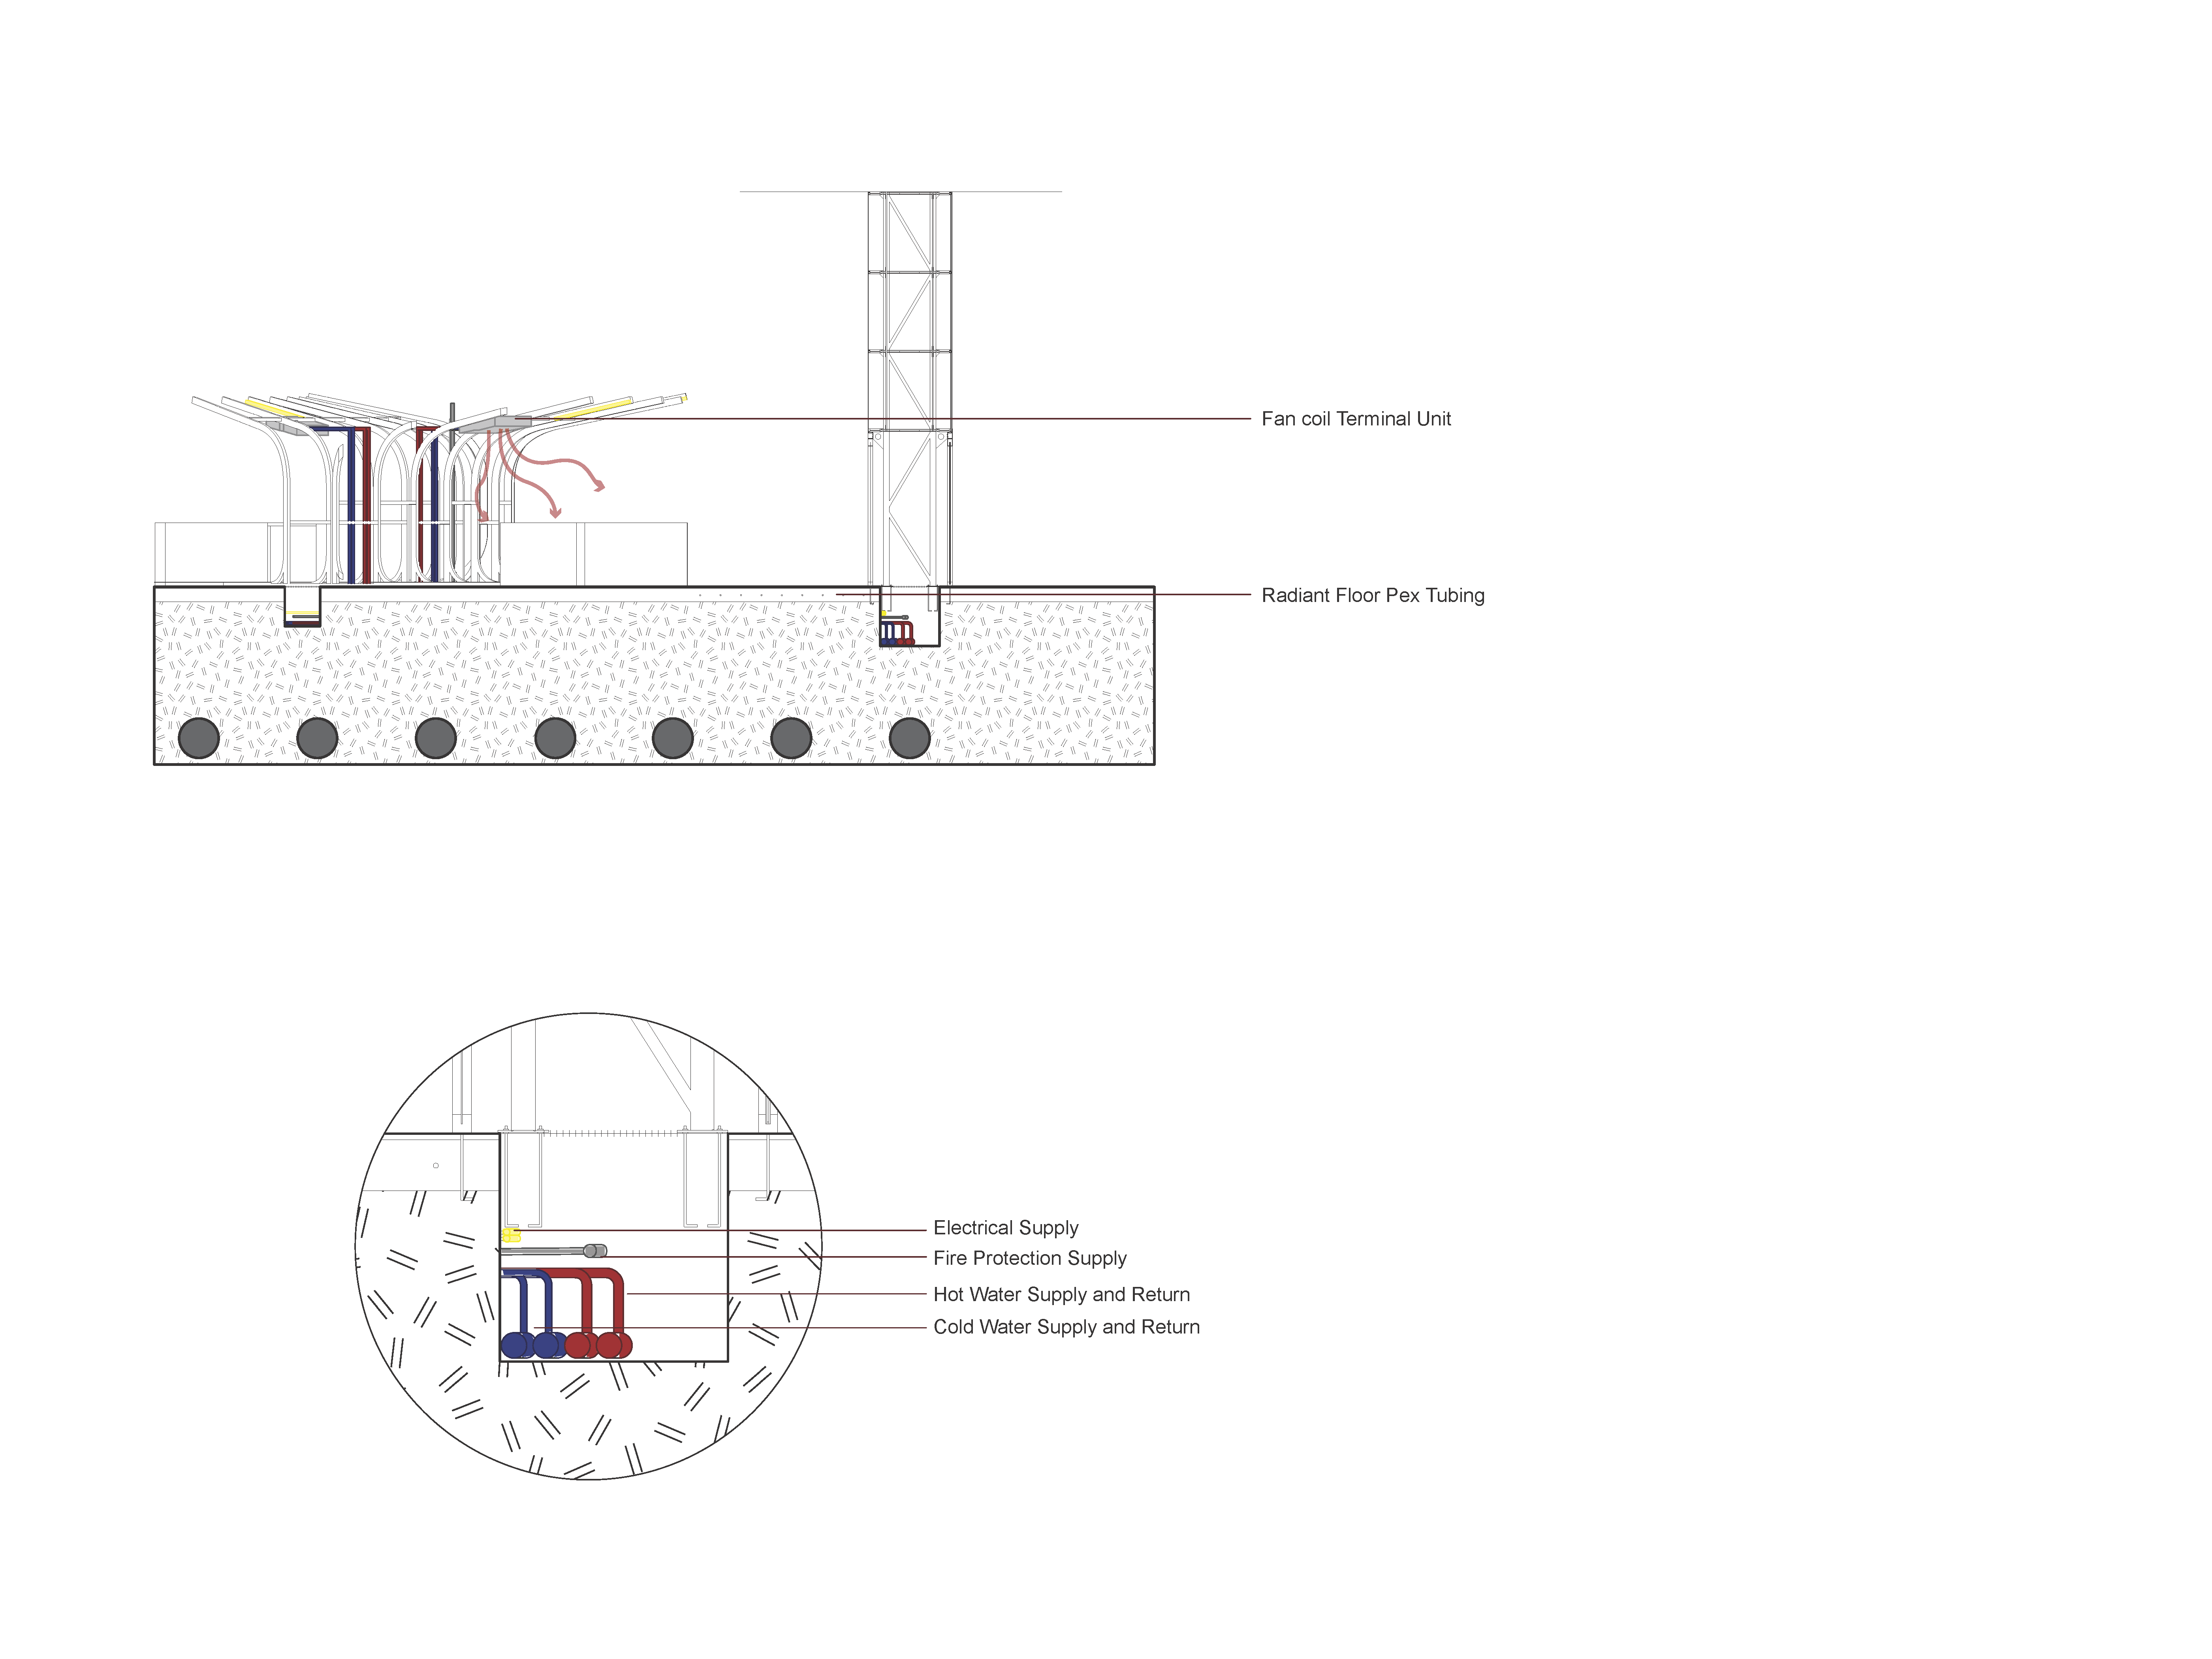 Fan coil Terminal Unit
Radiant Floor Pex Tubing
Electrical Supply
Fire Protection Supply
Hot Water Supply and Return
Cold Water Supply and Return